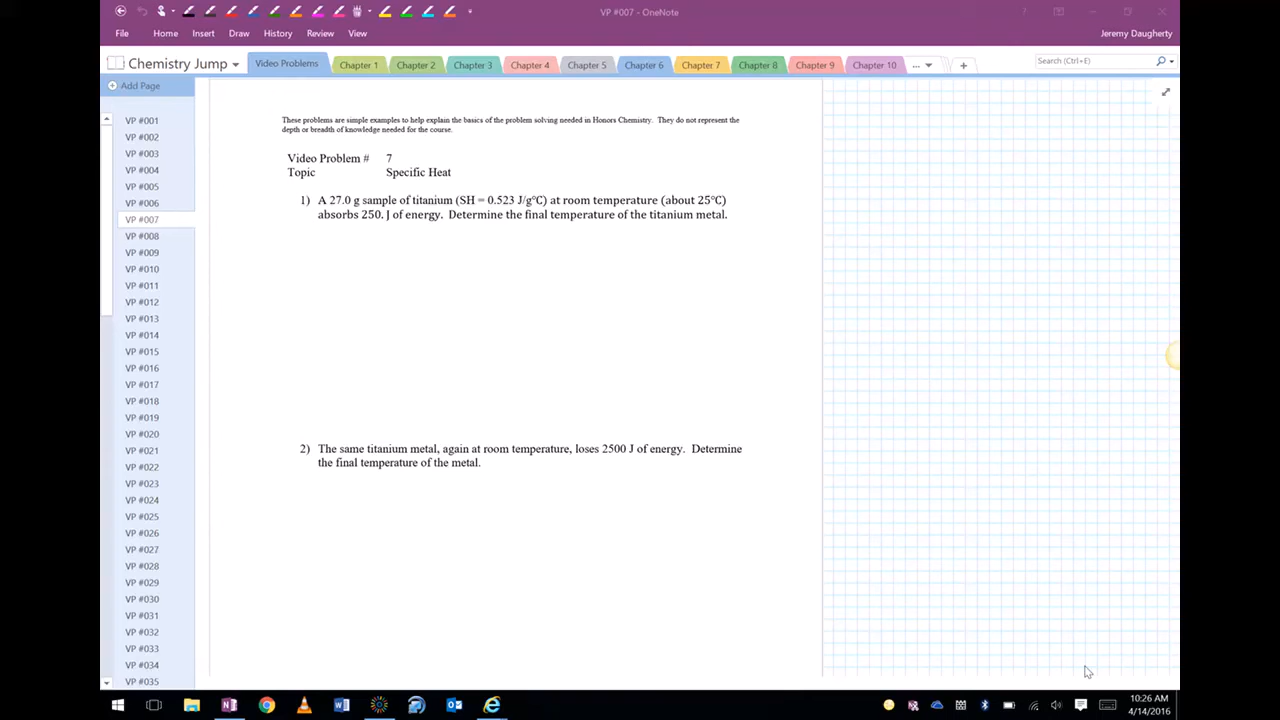 VP #007 - OneNote
File Home Insert Draw History Review View
Jeremy Daugherty
Chemistry Jump
Video Problems Chapter 1 Chapter 2 Chapter 3 Chapter 4 Chapter 5 Chapter 6 Chapter 7 Chapter 8 Chapter 9 Chapter 10 ...
Search (Ctrl+E)
Add Page
VP #001
VP #002
VP #003
VP #004
VP #005
VP #006
VP #007
VP #008
VP #009
VP #010
VP #011
VP #012
VP #013
VP #014
VP #015
VP #016
VP #017
VP #018
VP #019
VP #020
VP #021
VP #022
VP #023
VP #024
VP #025
VP #026
VP #027
VP #028
VP #029
VP #030
VP #031
VP #032
VP #033
VP #034
VP #035
These problems are simple examples to help explain the basics of the problem solving needed in Honors Chemistry. They do not represent the
depth or breadth of knowledge needed for the course.
Video Problem # 7
Topic Specific Heat
1) A 27.0 g sample of titanium (SH = 0.523 J/g°C) at room temperature (about 25°C)
absorbs 250. J of energy. Determine the final temperature of the titanium metal.
2) The same titanium metal, again at room temperature, loses 2500 J of energy. Determine
the final temperature of the metal.
10:26 AM
4/14/2016